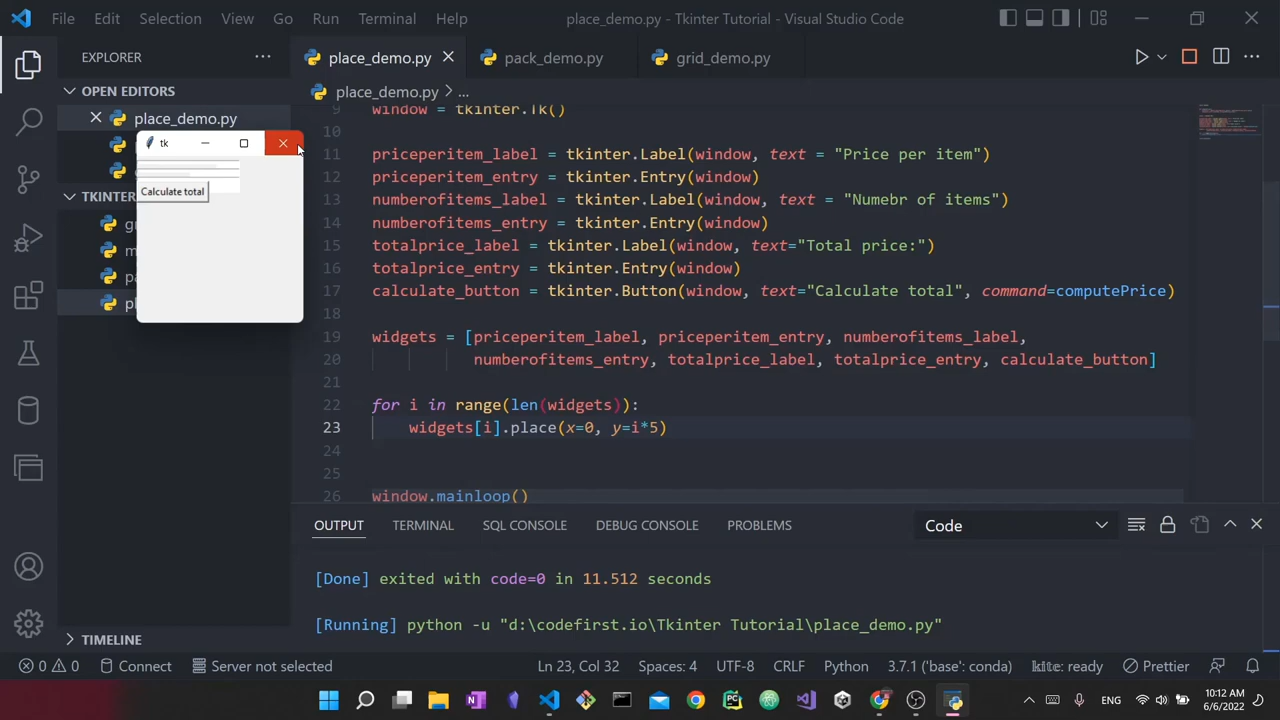 File Edit Selection View Go Run Terminal Help place_demo.py - Tkinter Tutorial - Visual Studio Code
EXPLORER
place_demo.py pack_demo.py grid_demo.py
OPEN EDITORS
place_demo.py
place_demo.py > ...
tk
Calculate total
TKINTER
9 window = tkinter.Tk()
10
11 priceperitem_label = tkinter.Label(window, text = "Price per item")
12 priceperitem_entry = tkinter.Entry(window)
13 numberofitems_label = tkinter.Label(window, text = "Numebr of items")
14 numberofitems_entry = tkinter.Entry(window)
15 totalprice_label = tkinter.Label(window, text="Total price:")
16 totalprice_entry = tkinter.Entry(window)
17 calculate_button = tkinter.Button(window, text="Calculate total", command=computePrice)
18
19 widgets = [priceperitem_label, priceperitem_entry, numberofitems_label,
20 numberofitems_entry, totalprice_label, totalprice_entry, calculate_button]
21
22 for i in range(len(widgets)):
23 widgets[i].place(x=0, y=i*5)
24
25
26 window.mainloop()
OUTPUT TERMINAL SQL CONSOLE DEBUG CONSOLE PROBLEMS Code
[Done] exited with code=0 in 11.512 seconds
[Running] python -u "d:\codefirst.io\Tkinter Tutorial\place_demo.py"
TIMELINE
0 0 Connect Server not selected Ln 23, Col 32 Spaces: 4 UTF-8 CRLF Python 3.7.1 ('base': conda) kite: ready Prettier
ENG 10:12 AM
6/6/2022